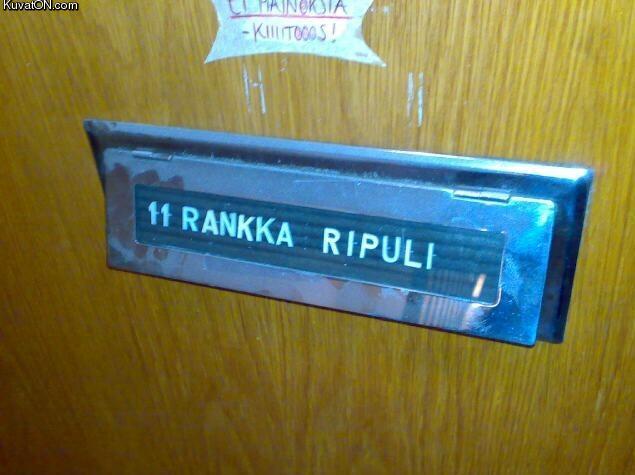 KuvatON.com
EI MAINOKSIA
-KIIIITOOOS!
11 RANKKA RIPULI